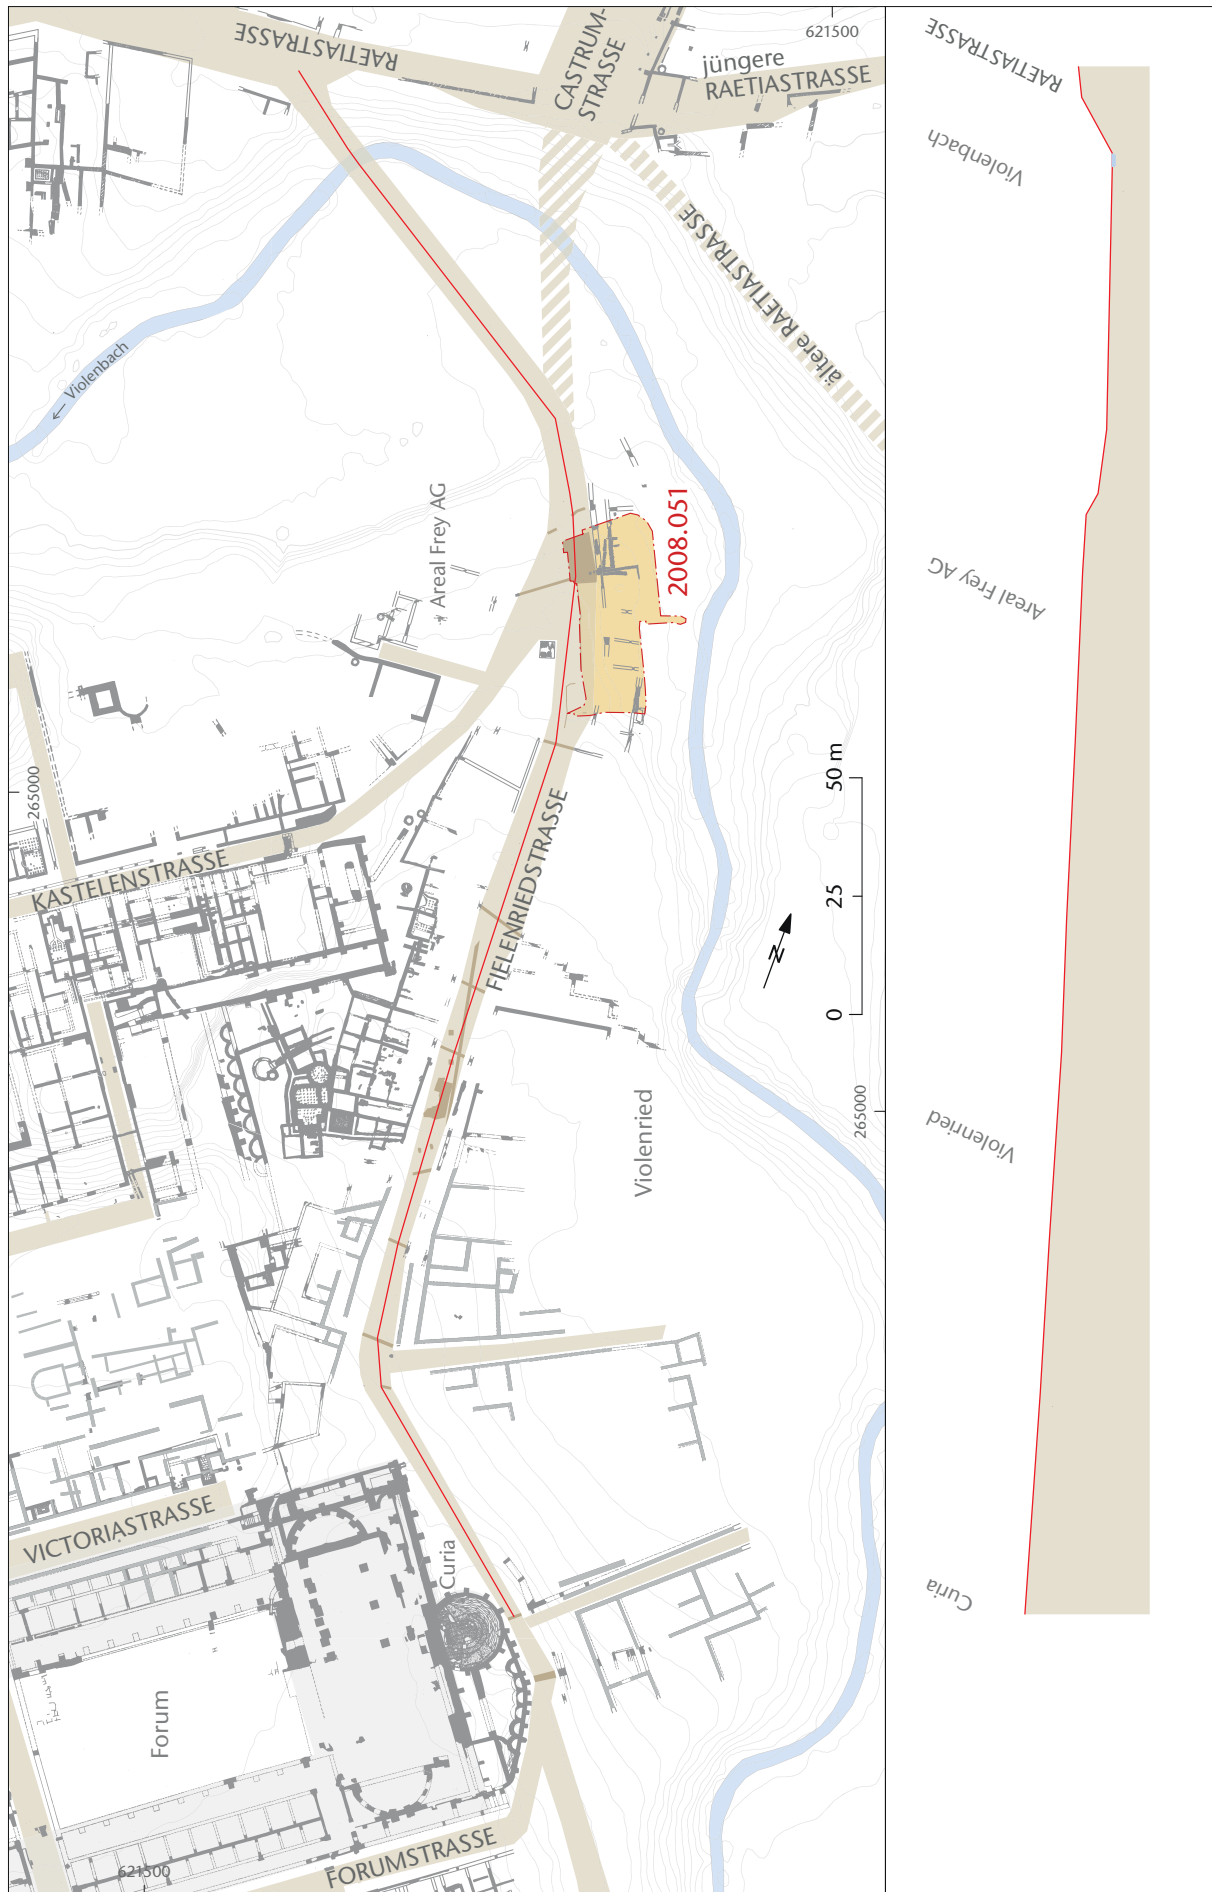 RAETIASTRASSE
CASTRUM-
STRASSE
621500
jüngere
RAETIASTRASSE
ältere RAETIASTRASSE
← Violenbach
Areal Frey AG
2008.051
265000
KASTELENSTRASSE
FIELENRIEDSTRASSE
0 25 50 m
N
265000
Violenried
VICTORIASTRASSE
Curia
Forum
FORUMSTRASSE
621500
RAETIASTRASSE
Violenbach
Areal Frey AG
Violenried
Curia